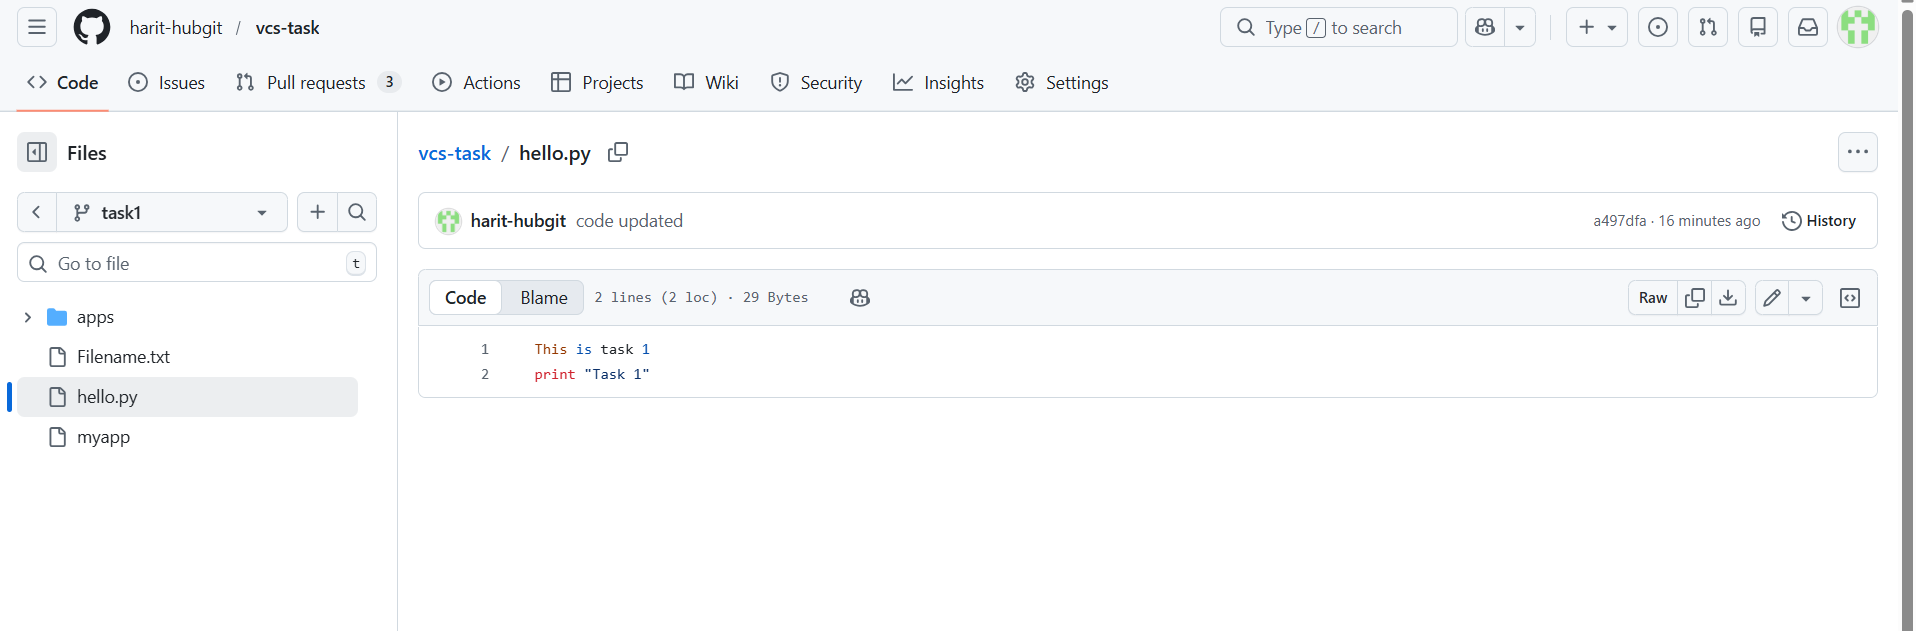 harit-hubgit / vcs-task
Type / to search
Code Issues Pull requests 3 Actions Projects Wiki Security Insights Settings
Files
task1
Go to file t
apps
Filename.txt
hello.py
myapp
vcs-task / hello.py
harit-hubgit code updated a497dfa · 16 minutes ago History
Code Blame 2 lines (2 loc) · 29 Bytes Raw
1 This is task 1
2 print "Task 1"